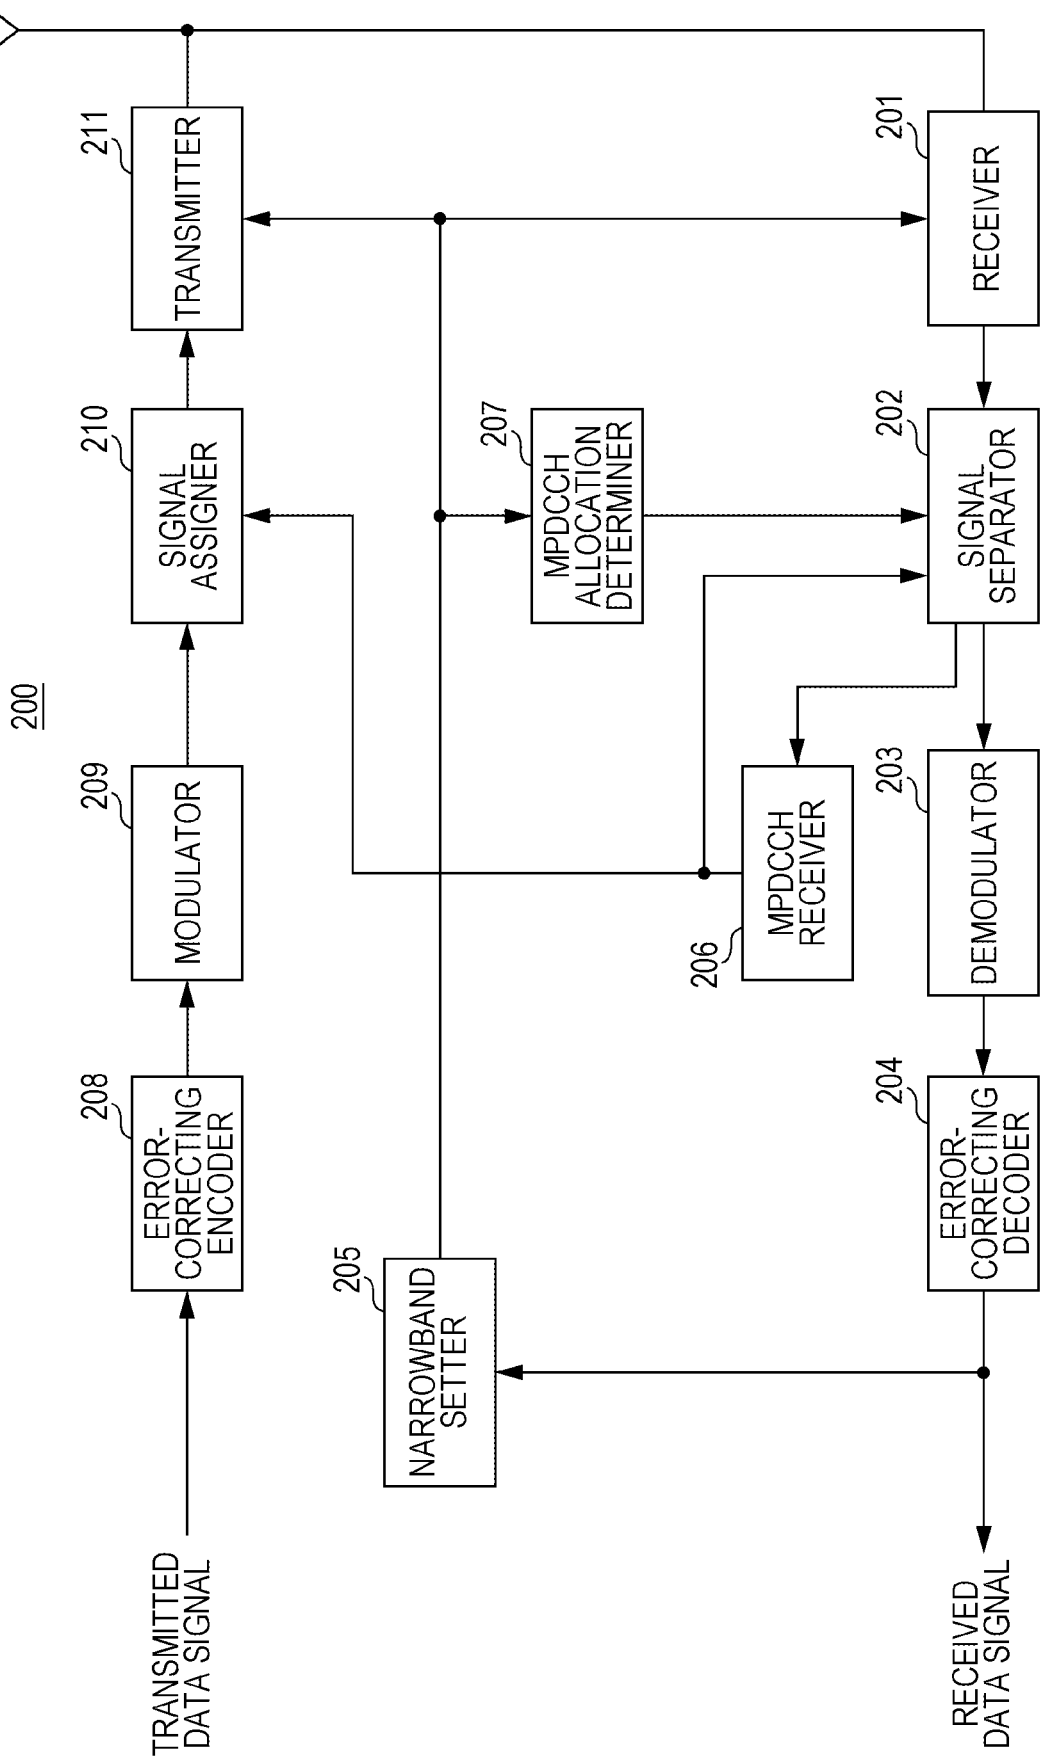 200
TRANSMITTED
DATA SIGNAL
208
ERROR-
CORRECTING
ENCODER
209
MODULATOR
210
SIGNAL
ASSIGNER
211
TRANSMITTER
205
NARROWBAND
SETTER
207
MPDCCH
ALLOCATION
DETERMINER
206
MPDCCH
RECEIVER
RECEIVED
DATA SIGNAL
204
ERROR-
CORRECTING
DECODER
203
DEMODULATOR
202
SIGNAL
SEPARATOR
201
RECEIVER